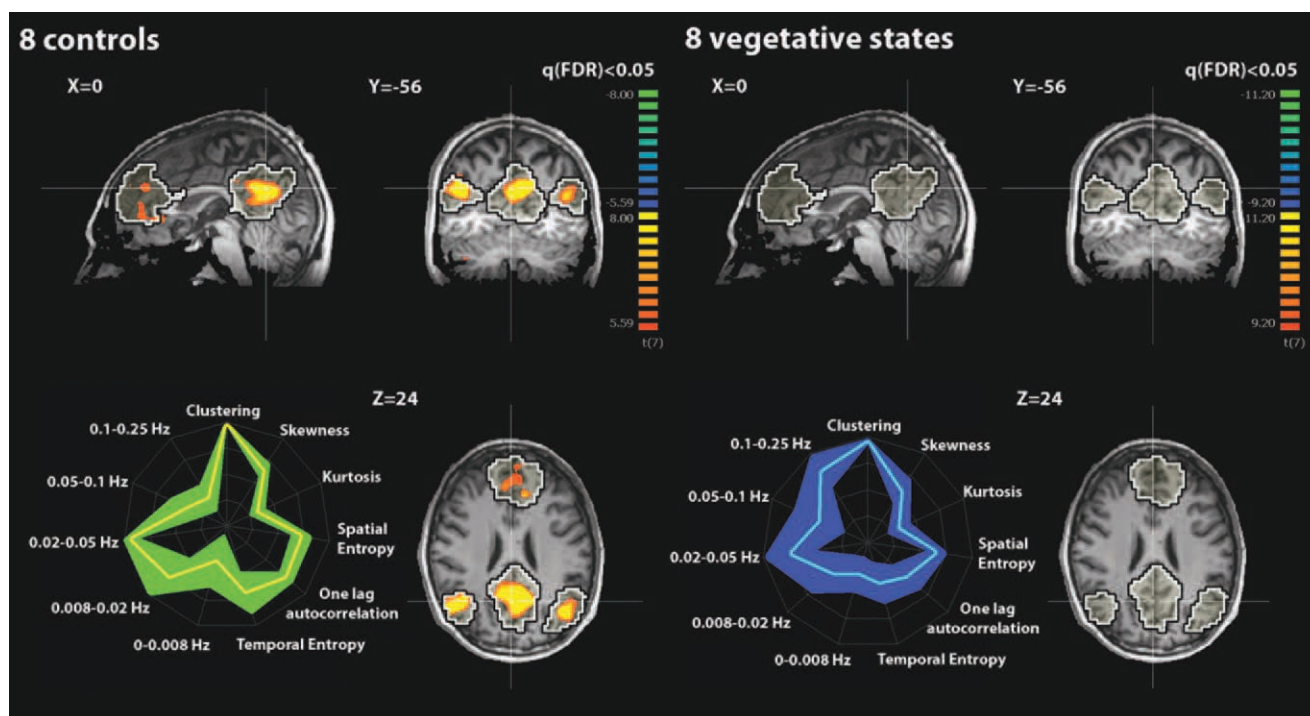 8 controls
8 vegetative states
X=0
Y=-56
q(FDR)<0.05
-8.00
-5.59
8.00
5.59
t(7)
X=0
Y=-56
q(FDR)<0.05
-11.20
-9.20
11.20
9.20
t(7)
Clustering
Skewness
Kurtosis
Spatial
Entropy
One lag
autocorrelation
Temporal Entropy
0-0.008 Hz
0.008-0.02 Hz
0.02-0.05 Hz
0.05-0.1 Hz
0.1-0.25 Hz
Z=24
Clustering
Skewness
Kurtosis
Spatial
Entropy
One lag
autocorrelation
Temporal Entropy
0-0.008 Hz
0.008-0.02 Hz
0.02-0.05 Hz
0.05-0.1 Hz
0.1-0.25 Hz
Z=24